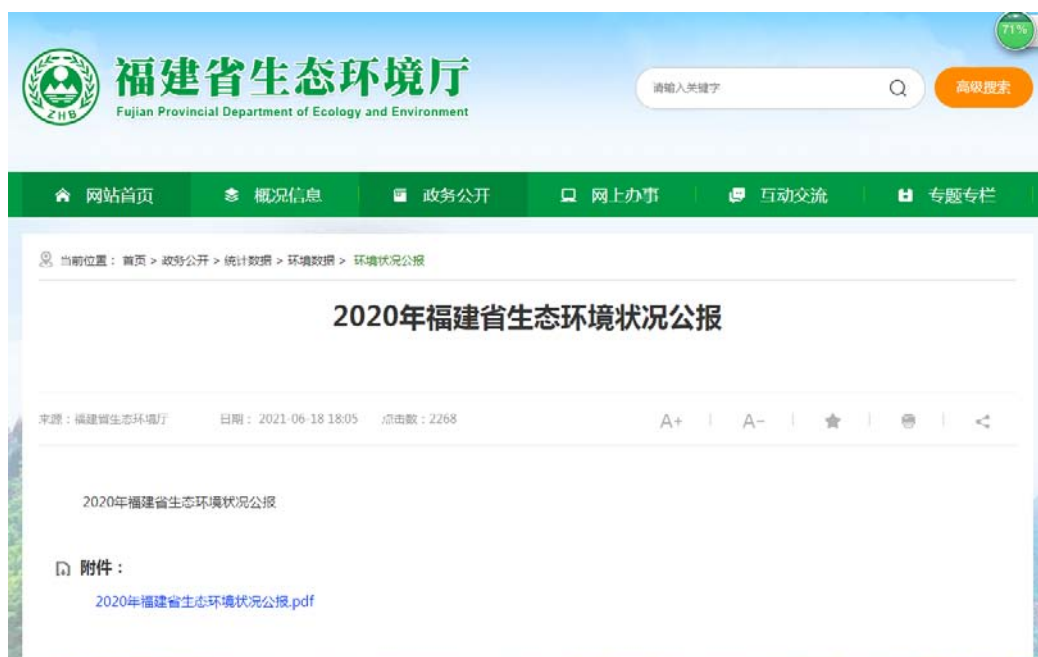 71%
ZHB
福建省生态环境厅
Fujian Provincial Department of Ecology and Environment
请输入关键字
高级搜索
网站首页 概况信息 政务公开 网上办事 互动交流 专题专栏
当前位置：首页 > 政务公开 > 统计数据 > 环境数据 > 环境状况公报
2020年福建省生态环境状况公报
来源：福建省生态环境厅 日期：2021-06-18 18:05 点击数：2268 A+ A-
2020年福建省生态环境状况公报
附件：
2020年福建省生态环境状况公报.pdf